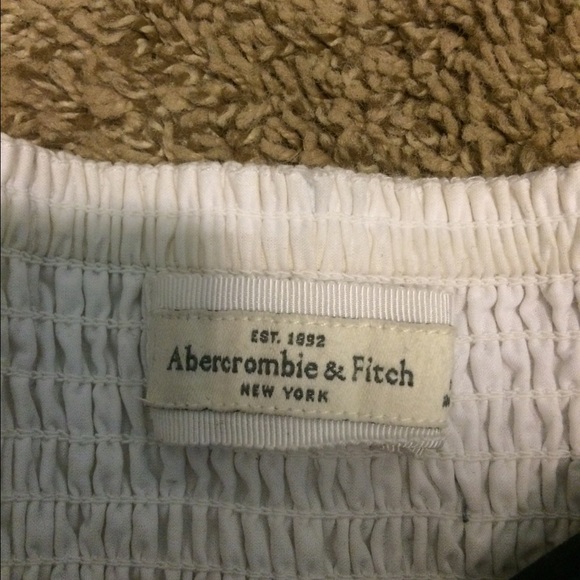 EST. 1892
Abercrombie & Fitch
NEW YORK